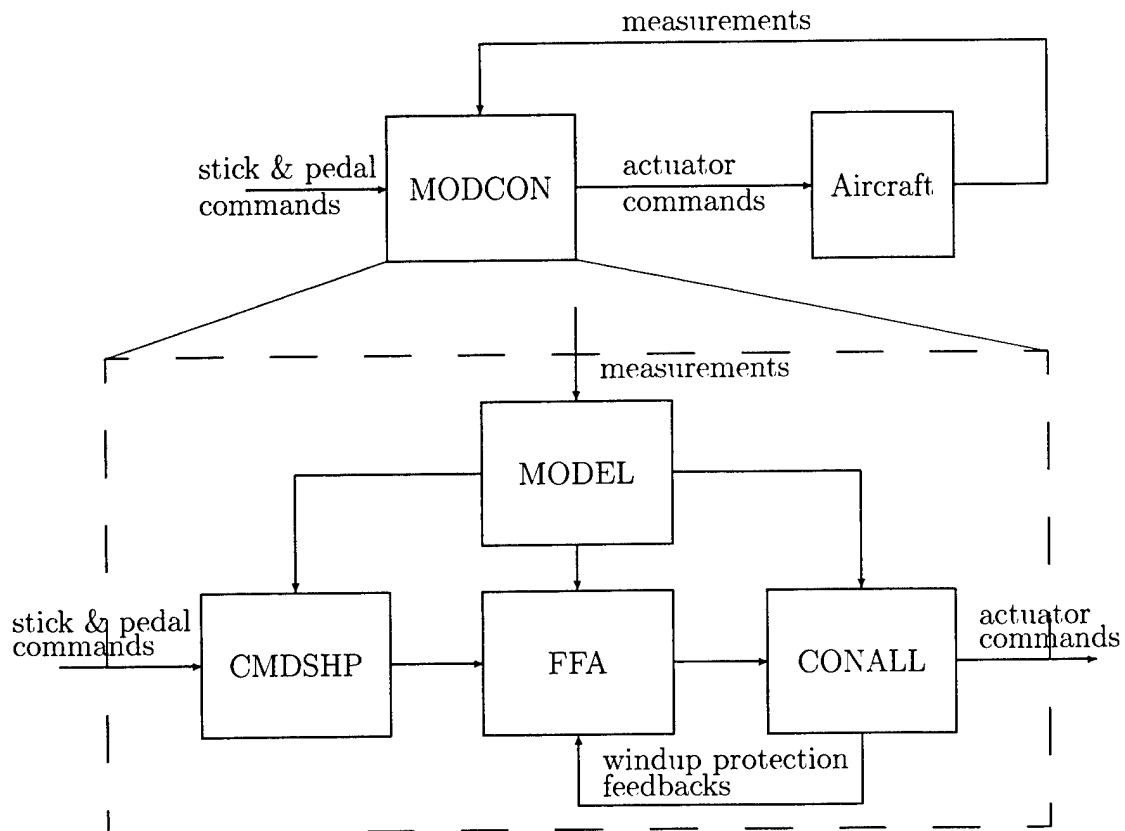 measurements
stick & pedal
commands
MODCON
actuator
commands
Aircraft
measurements
MODEL
stick & pedal
commands
CMDSHP
FFA
CONALL
actuator
commands
windup protection
feedbacks